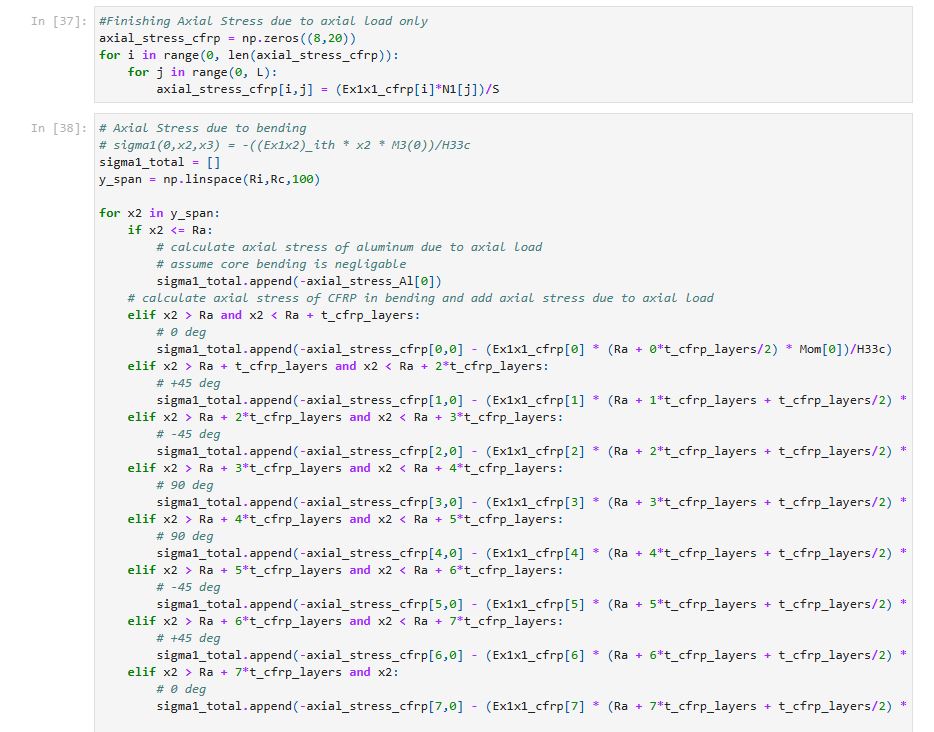 In [37]:
#Finishing Axial Stress due to axial load only
axial_stress_cfrp = np.zeros((8,20))
for i in range(0, len(axial_stress_cfrp)):
    for j in range(0, L):
        axial_stress_cfrp[i,j] = (Ex1x1_cfrp[i]*N1[j])/S
In [38]:
# Axial Stress due to bending
# sigma1(0,x2,x3) = -((Ex1x2)_ith * x2 * M3(0))/H33c
sigma1_total = []
y_span = np.linspace(Ri,Rc,100)
for x2 in y_span:
    if x2 <= Ra:
        # calculate axial stress of aluminum due to axial load
        # assume core bending is negligable
        sigma1_total.append(-axial_stress_Al[0])
    # calculate axial stress of CFRP in bending and add axial stress due to axial load
    elif x2 > Ra and x2 < Ra + t_cfrp_layers:
        # 0 deg
        sigma1_total.append(-axial_stress_cfrp[0,0] - (Ex1x1_cfrp[0] * (Ra + 0*t_cfrp_layers/2) * Mom[0])/H33c)
    elif x2 > Ra + t_cfrp_layers and x2 < Ra + 2*t_cfrp_layers:
        # +45 deg
        sigma1_total.append(-axial_stress_cfrp[1,0] - (Ex1x1_cfrp[1] * (Ra + 1*t_cfrp_layers + t_cfrp_layers/2) *
    elif x2 > Ra + 2*t_cfrp_layers and x2 < Ra + 3*t_cfrp_layers:
        # -45 deg
        sigma1_total.append(-axial_stress_cfrp[2,0] - (Ex1x1_cfrp[2] * (Ra + 2*t_cfrp_layers + t_cfrp_layers/2) *
    elif x2 > Ra + 3*t_cfrp_layers and x2 < Ra + 4*t_cfrp_layers:
        # 90 deg
        sigma1_total.append(-axial_stress_cfrp[3,0] - (Ex1x1_cfrp[3] * (Ra + 3*t_cfrp_layers + t_cfrp_layers/2) *
    elif x2 > Ra + 4*t_cfrp_layers and x2 < Ra + 5*t_cfrp_layers:
        # 90 deg
        sigma1_total.append(-axial_stress_cfrp[4,0] - (Ex1x1_cfrp[4] * (Ra + 4*t_cfrp_layers + t_cfrp_layers/2) *
    elif x2 > Ra + 5*t_cfrp_layers and x2 < Ra + 6*t_cfrp_layers:
        # -45 deg
        sigma1_total.append(-axial_stress_cfrp[5,0] - (Ex1x1_cfrp[5] * (Ra + 5*t_cfrp_layers + t_cfrp_layers/2) *
    elif x2 > Ra + 6*t_cfrp_layers and x2 < Ra + 7*t_cfrp_layers:
        # +45 deg
        sigma1_total.append(-axial_stress_cfrp[6,0] - (Ex1x1_cfrp[6] * (Ra + 6*t_cfrp_layers + t_cfrp_layers/2) *
    elif x2 > Ra + 7*t_cfrp_layers and x2:
        # 0 deg
        sigma1_total.append(-axial_stress_cfrp[7,0] - (Ex1x1_cfrp[7] * (Ra + 7*t_cfrp_layers + t_cfrp_layers/2) *